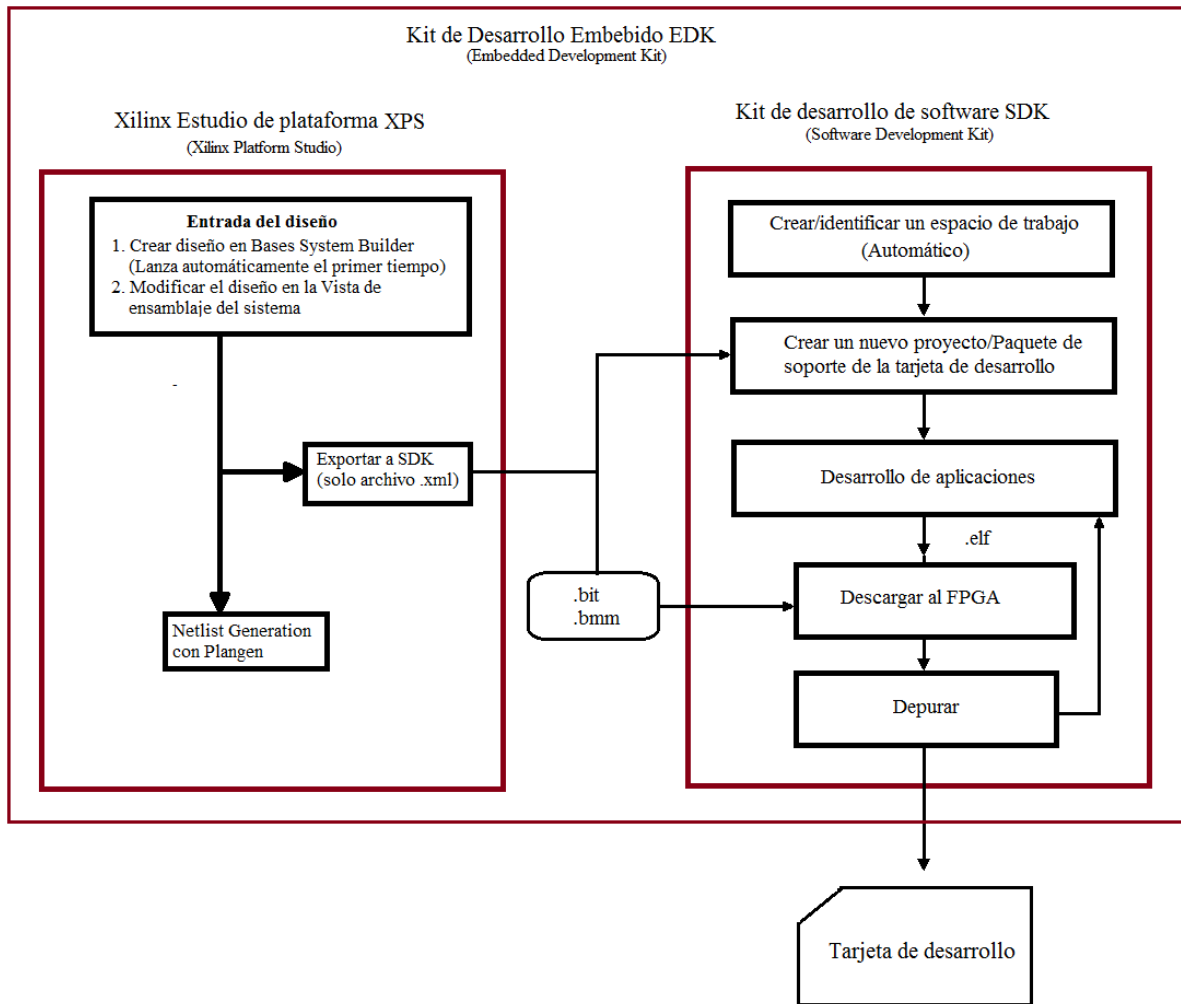 Kit de Desarrollo Embebido EDK
(Embedded Development Kit)
Xilinx Estudio de plataforma XPS
(Xilinx Platform Studio)
Entrada del diseño
1. Crear diseño en Bases System Builder
(Lanza automáticamente el primer tiempo)
2. Modificar el diseño en la Vista de
ensamblaje del sistema
Exportar a SDK
(solo archivo .xml)
Netlist Generation
con Plangen
.bit
.bmm
Kit de desarrollo de software SDK
(Software Development Kit)
Crear/identificar un espacio de trabajo
(Automático)
Crear un nuevo proyecto/Paquete de
soporte de la tarjeta de desarrollo
Desarrollo de aplicaciones
.elf
Descargar al FPGA
Depurar
Tarjeta de desarrollo